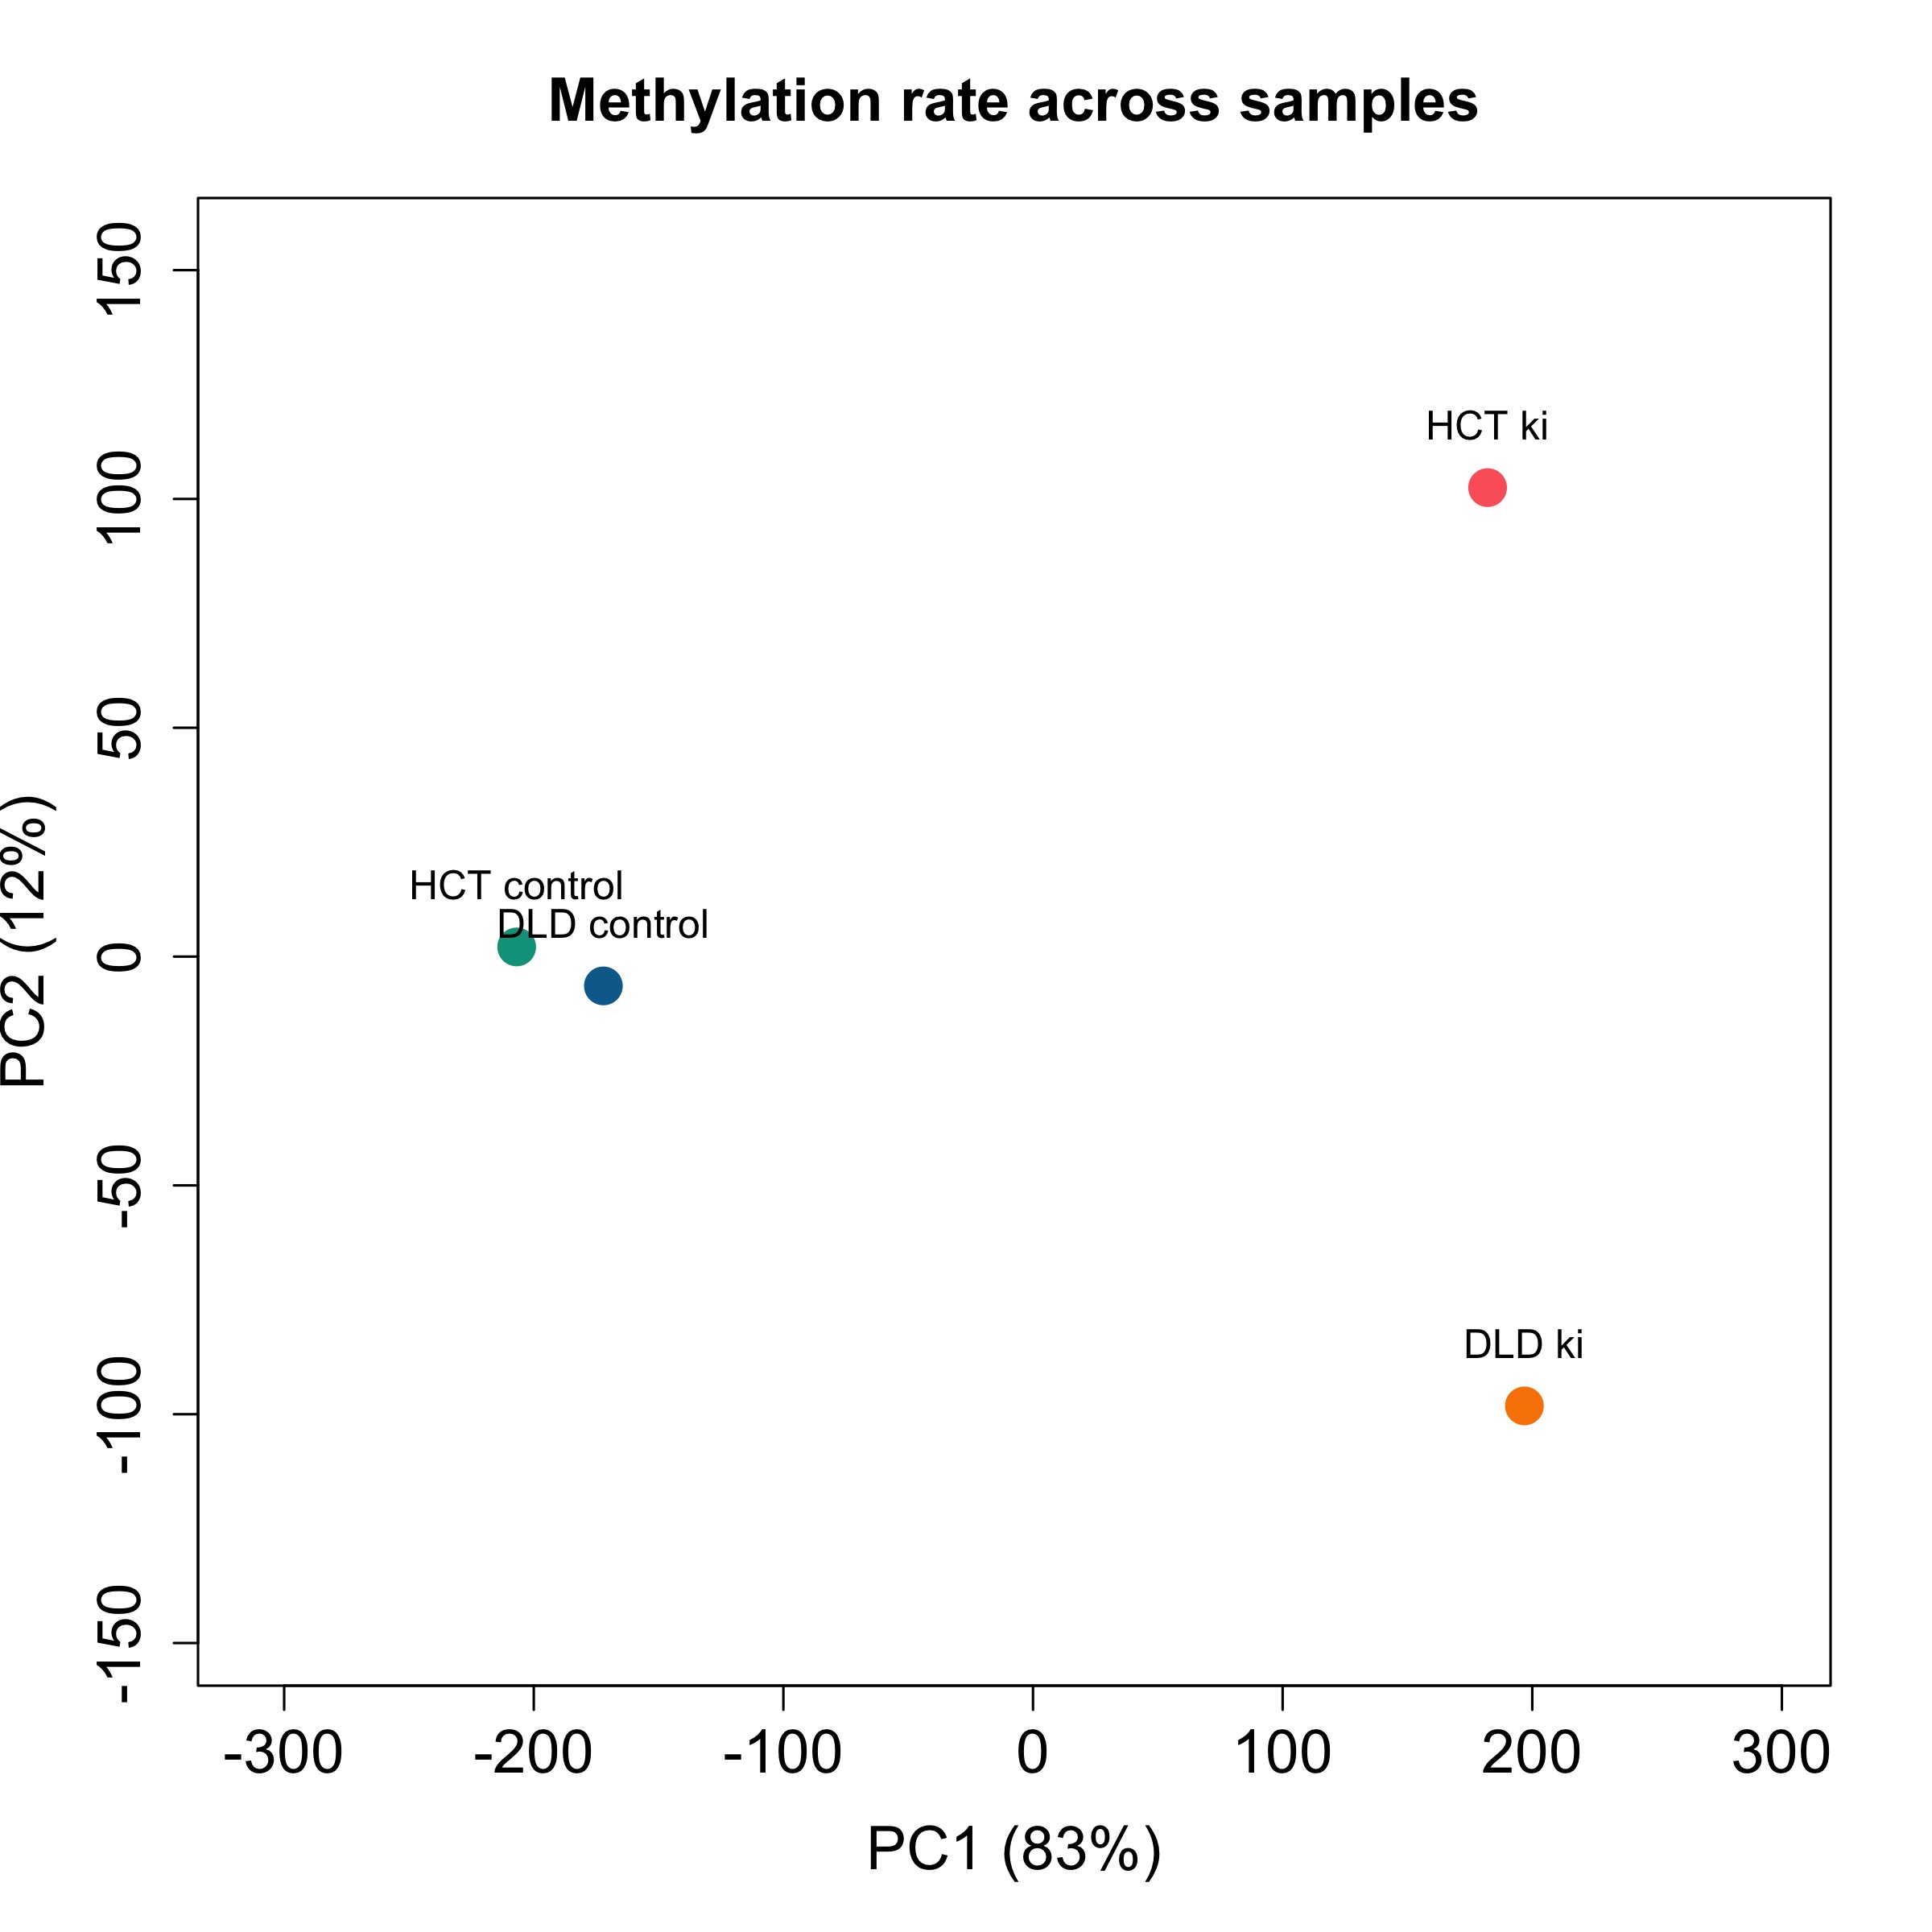 Methylation rate across samples
PC2 (12%)
150
100
50
0
-50
-100
-150
HCT ki
HCT control
DLD control
DLD ki
-300
-200
-100
0
100
200
300
PC1 (83%)